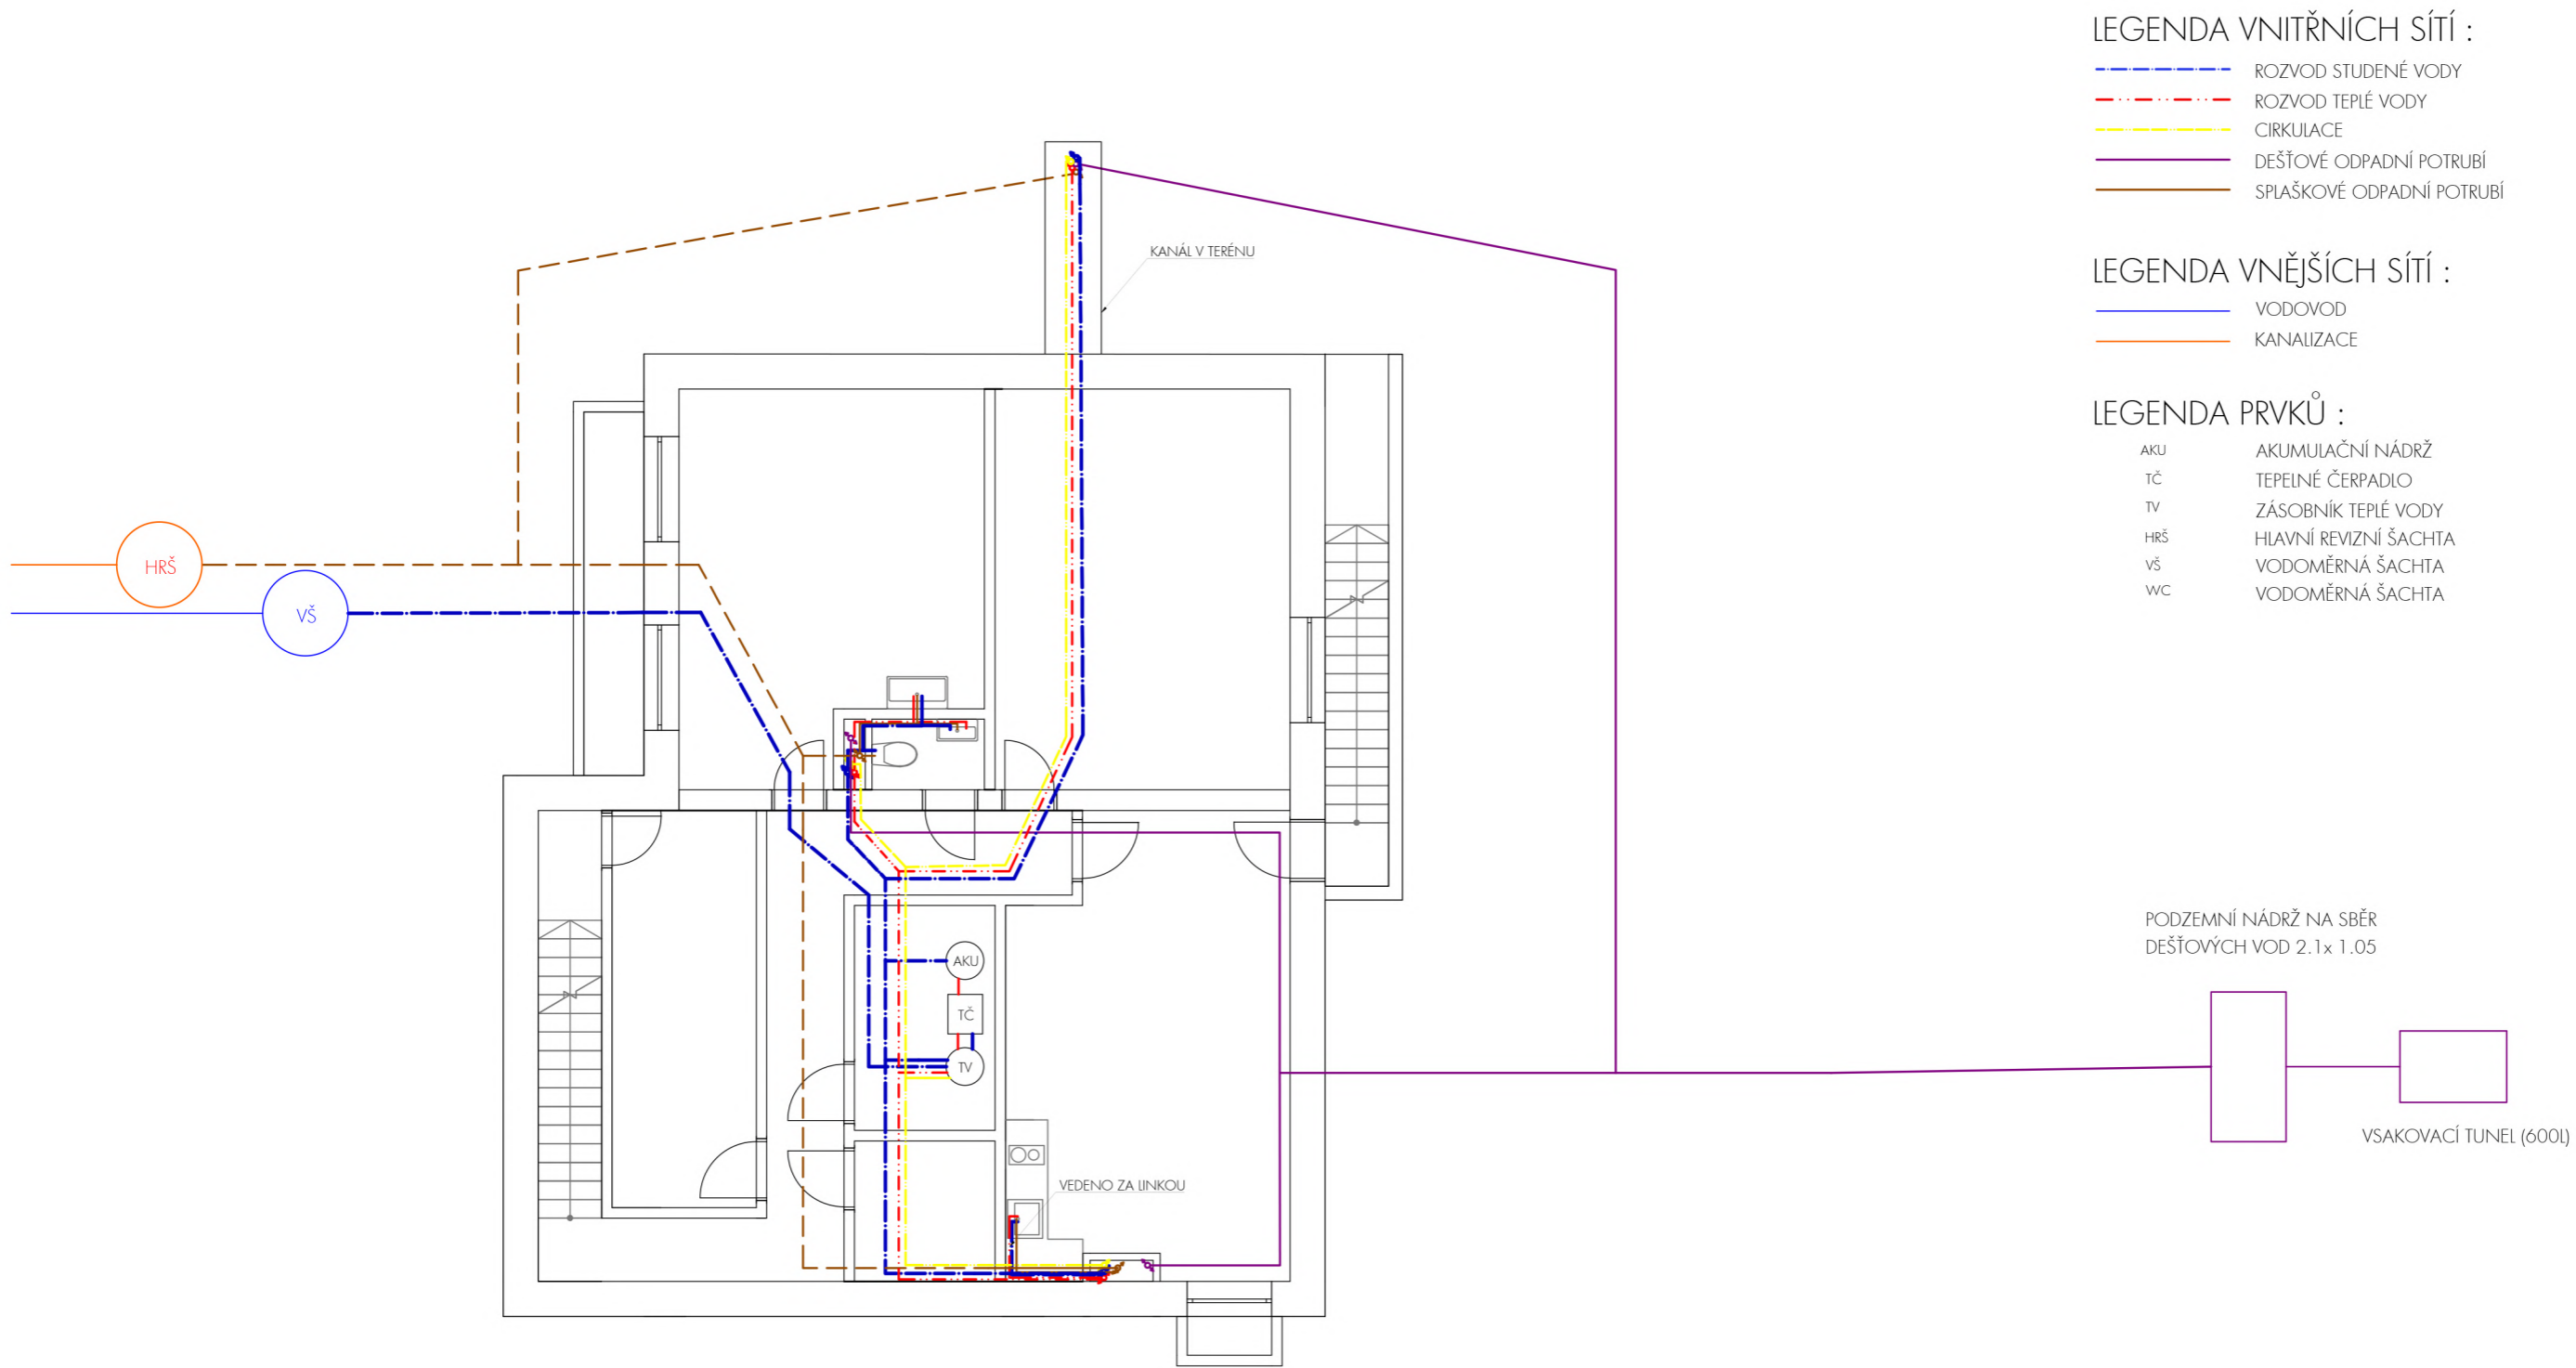 LEGENDA VNITŘNÍCH SÍTÍ :
ROZVOD STUDENÉ VODY
ROZVOD TEPLÉ VODY
CIRKULACE
DEŠŤOVÉ ODPADNÍ POTRUBÍ
SPLAŠKOVÉ ODPADNÍ POTRUBÍ
LEGENDA VNĚJŠÍCH SÍTÍ :
VODOVOD
KANALIZACE
LEGENDA PRVKŮ :
AKU AKUMULAČNÍ NÁDRŽ
TČ TEPELNÉ ČERPADLO
TV ZÁSOBNÍK TEPLÉ VODY
HRŠ HLAVNÍ REVIZNÍ ŠACHTA
VŠ VODOMĚRNÁ ŠACHTA
WC VODOMĚRNÁ ŠACHTA
KANÁL V TERÉNU
HRŠ
VŠ
AKU
TČ
TV
VEDENO ZA LINKOU
PODZEMNÍ NÁDRŽ NA SBĚR
DEŠŤOVÝCH VOD 2.1x 1.05
VSAKOVACÍ TUNEL (600L)